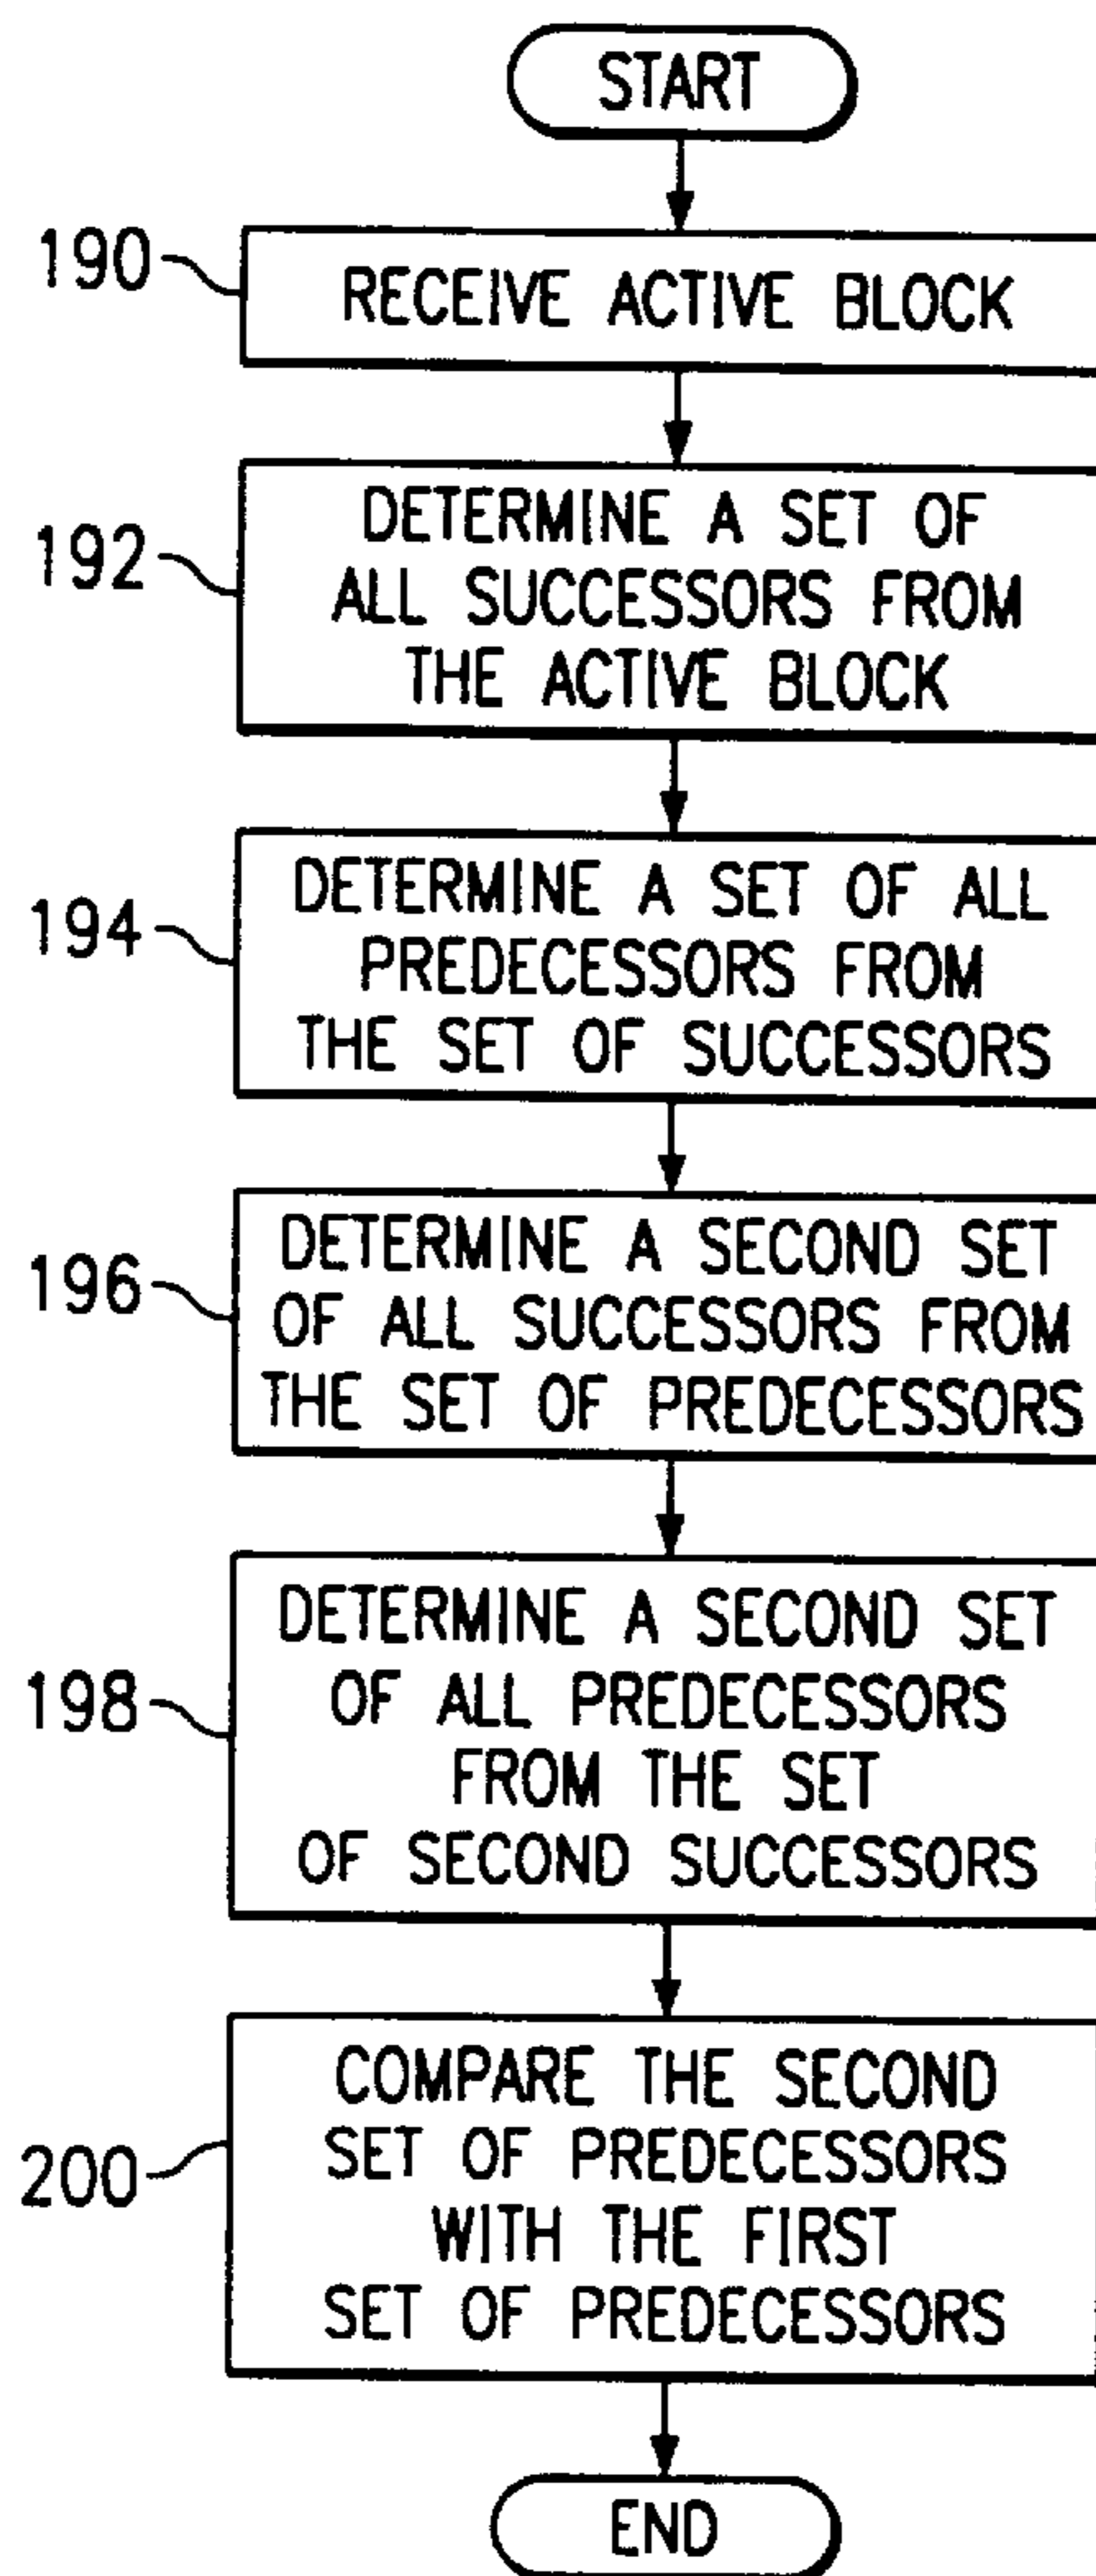 START
190
RECEIVE ACTIVE BLOCK
192
DETERMINE A SET OF
ALL SUCCESSORS FROM
THE ACTIVE BLOCK
194
DETERMINE A SET OF ALL
PREDECESSORS FROM
THE SET OF SUCCESSORS
196
DETERMINE A SECOND SET
OF ALL SUCCESSORS FROM
THE SET OF PREDECESSORS
198
DETERMINE A SECOND SET
OF ALL PREDECESSORS
FROM THE SET
OF SECOND SUCCESSORS
200
COMPARE THE SECOND
SET OF PREDECESSORS
WITH THE FIRST
SET OF PREDECESSORS
END